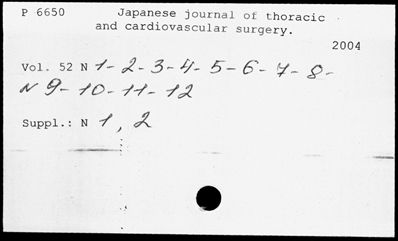 P 6650 Japanese journal of thoracic
and cardiovascular surgery.
2004
Vol. 52 N 1-2-3-4-5-6-7-8-
N 9-10-11-12
Suppl.: N 1, 2